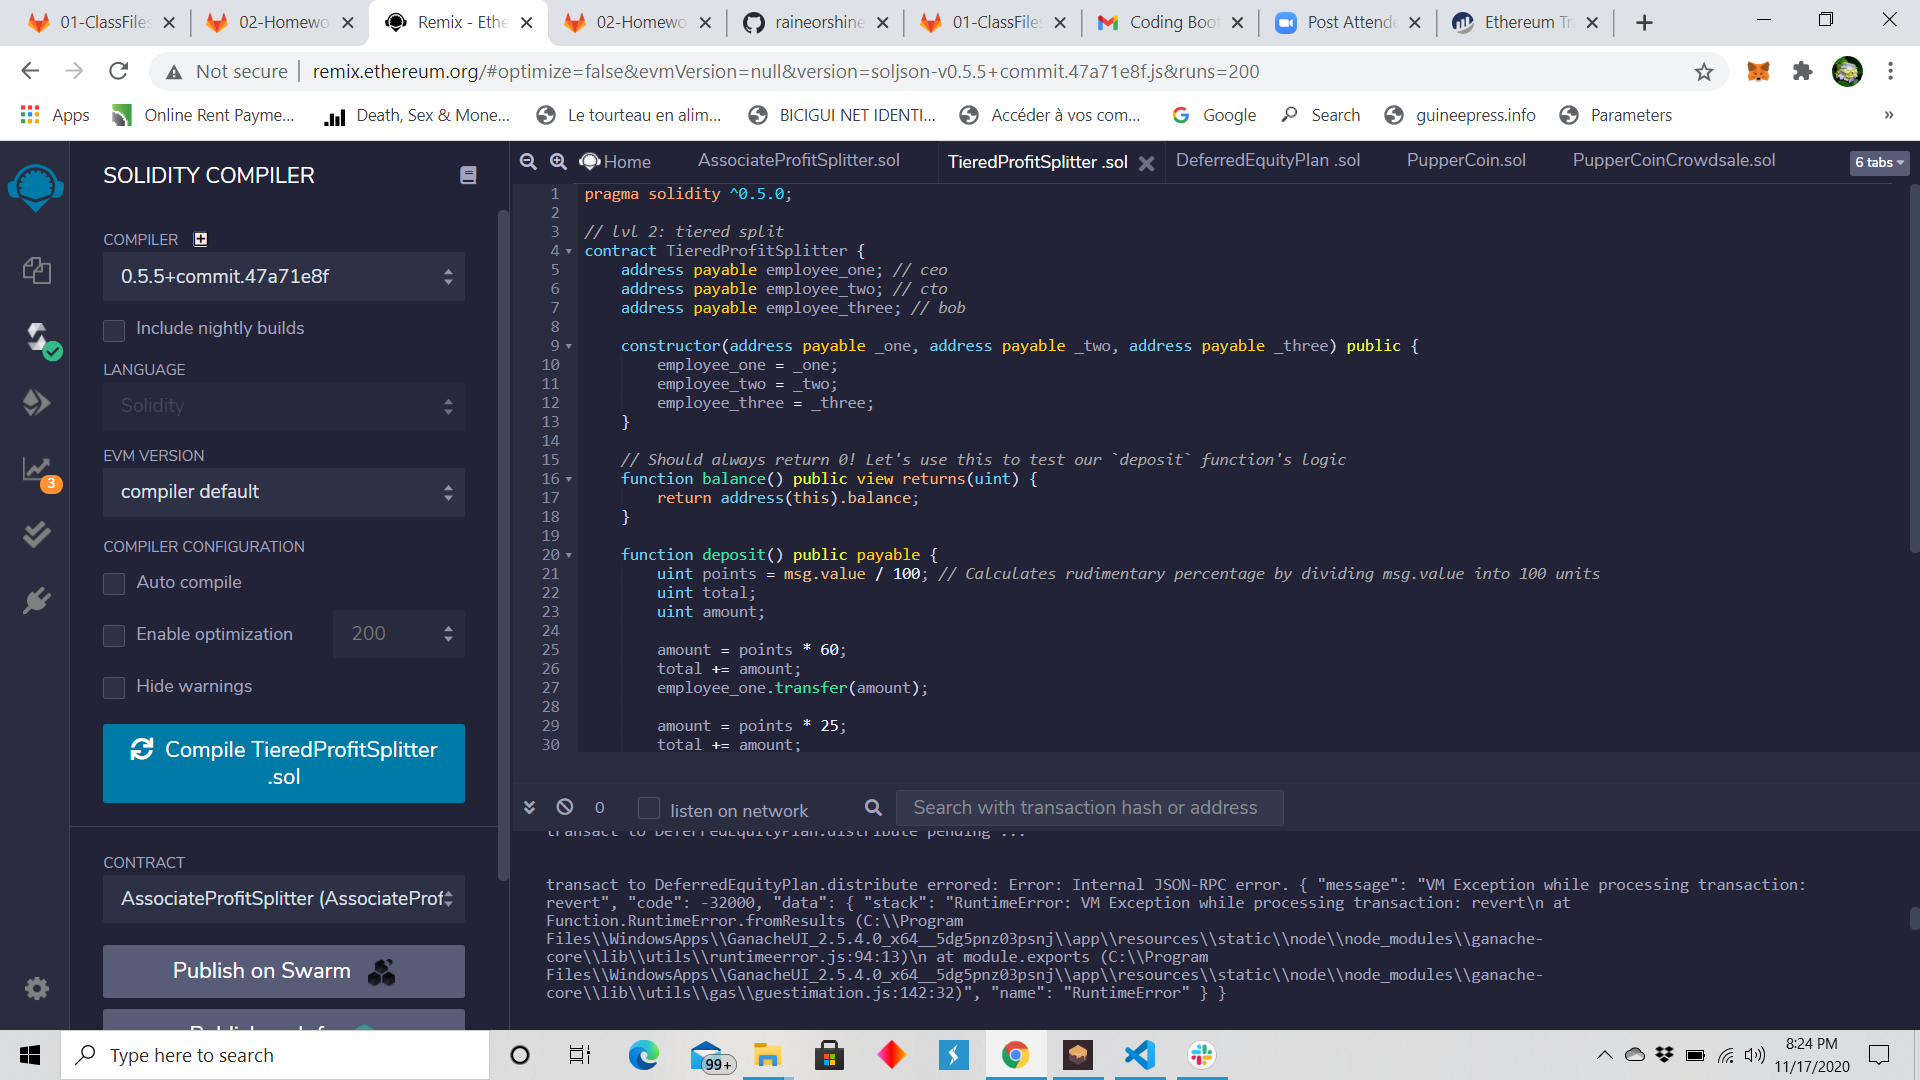 01-ClassFiles
02-Homewo
Remix - Ethe
02-Homewo
raineorshine
01-ClassFiles
Coding Boot
Post Attende
Ethereum Tr
Not secure
remix.ethereum.org/#optimize=false&evmVersion=null&version=soljson-v0.5.5+commit.47a71e8f.js&runs=200
Apps
Online Rent Payme...
Death, Sex & Mone...
Le tourteau en alim...
BICIGUI NET IDENTI...
Accéder à vos com...
Google
Search
guineepress.info
Parameters
»
SOLIDITY COMPILER
COMPILER
0.5.5+commit.47a71e8f
Include nightly builds
LANGUAGE
Solidity
EVM VERSION
compiler default
3
COMPILER CONFIGURATION
Auto compile
Enable optimization
200
Hide warnings
Compile TieredProfitSplitter
.sol
CONTRACT
AssociateProfitSplitter (AssociateProf
Publish on Swarm
Home
AssociateProfitSplitter.sol
TieredProfitSplitter .sol
DeferredEquityPlan .sol
PupperCoin.sol
PupperCoinCrowdsale.sol
6 tabs
1 pragma solidity ^0.5.0;
2
3 // lvl 2: tiered split
4 contract TieredProfitSplitter {
5 address payable employee_one; // ceo
6 address payable employee_two; // cto
7 address payable employee_three; // bob
8
9 constructor(address payable _one, address payable _two, address payable _three) public {
10 employee_one = _one;
11 employee_two = _two;
12 employee_three = _three;
13 }
14
15 // Should always return 0! Let's use this to test our `deposit` function's logic
16 function balance() public view returns(uint) {
17 return address(this).balance;
18 }
19
20 function deposit() public payable {
21 uint points = msg.value / 100; // Calculates rudimentary percentage by dividing msg.value into 100 units
22 uint total;
23 uint amount;
24
25 amount = points * 60;
26 total += amount;
27 employee_one.transfer(amount);
28
29 amount = points * 25;
30 total += amount;
0
listen on network
Search with transaction hash or address
transact to DeferredEquityPlan.distribute pending ...
transact to DeferredEquityPlan.distribute errored: Error: Internal JSON-RPC error. { "message": "VM Exception while processing transaction:
revert", "code": -32000, "data": { "stack": "RuntimeError: VM Exception while processing transaction: revert\n at
Function.RuntimeError.fromResults (C:\\Program
Files\\WindowsApps\\GanacheUI_2.5.4.0_x64__5dg5pnz03psnj\\app\\resources\\static\\node\\node_modules\\ganache-
core\\lib\\utils\\runtimeerror.js:94:13)\n at module.exports (C:\\Program
Files\\WindowsApps\\GanacheUI_2.5.4.0_x64__5dg5pnz03psnj\\app\\resources\\static\\node\\node_modules\\ganache-
core\\lib\\utils\\gas\\guestimation.js:142:32)", "name": "RuntimeError" } }
Type here to search
99+
8:24 PM
11/17/2020